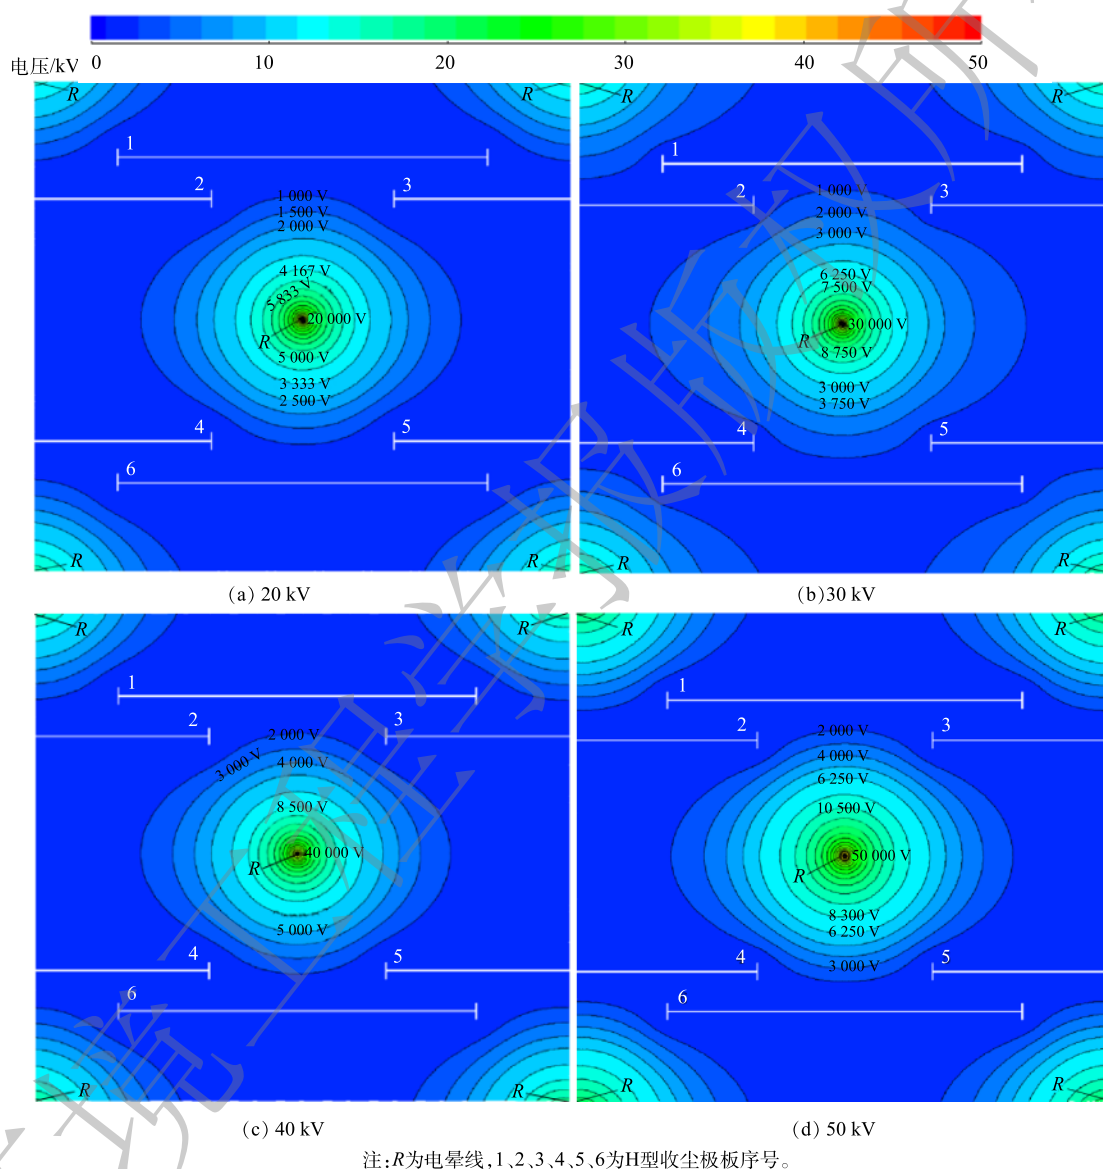 电压/kV 0 10 20 30 40 50
R R
1
2 3
1 000 V
1 500 V
2 000 V
4 167 V
5 833 V
20 000 V
R
5 000 V
3 333 V
2 500 V
4 5
6
R R
(a) 20 kV
R R
1
2 3
1 000 V
2 000 V
3 000 V
6 250 V
7 500 V
30 000 V
R
8 750 V
3 000 V
3 750 V
4 5
6
R R
(b)30 kV
R R
1
2 3
2 000 V
3 000 V
4 000 V
8 500 V
40 000 V
R
5 000 V
4 5
6
R R
(c) 40 kV
R R
1
2 3
2 000 V
4 000 V
6 250 V
10 500 V
50 000 V
R
8 300 V
6 250 V
3 000 V
4 5
6
R R
(d) 50 kV
注:R为电晕线,1、2、3、4、5、6为H型收尘极板序号。